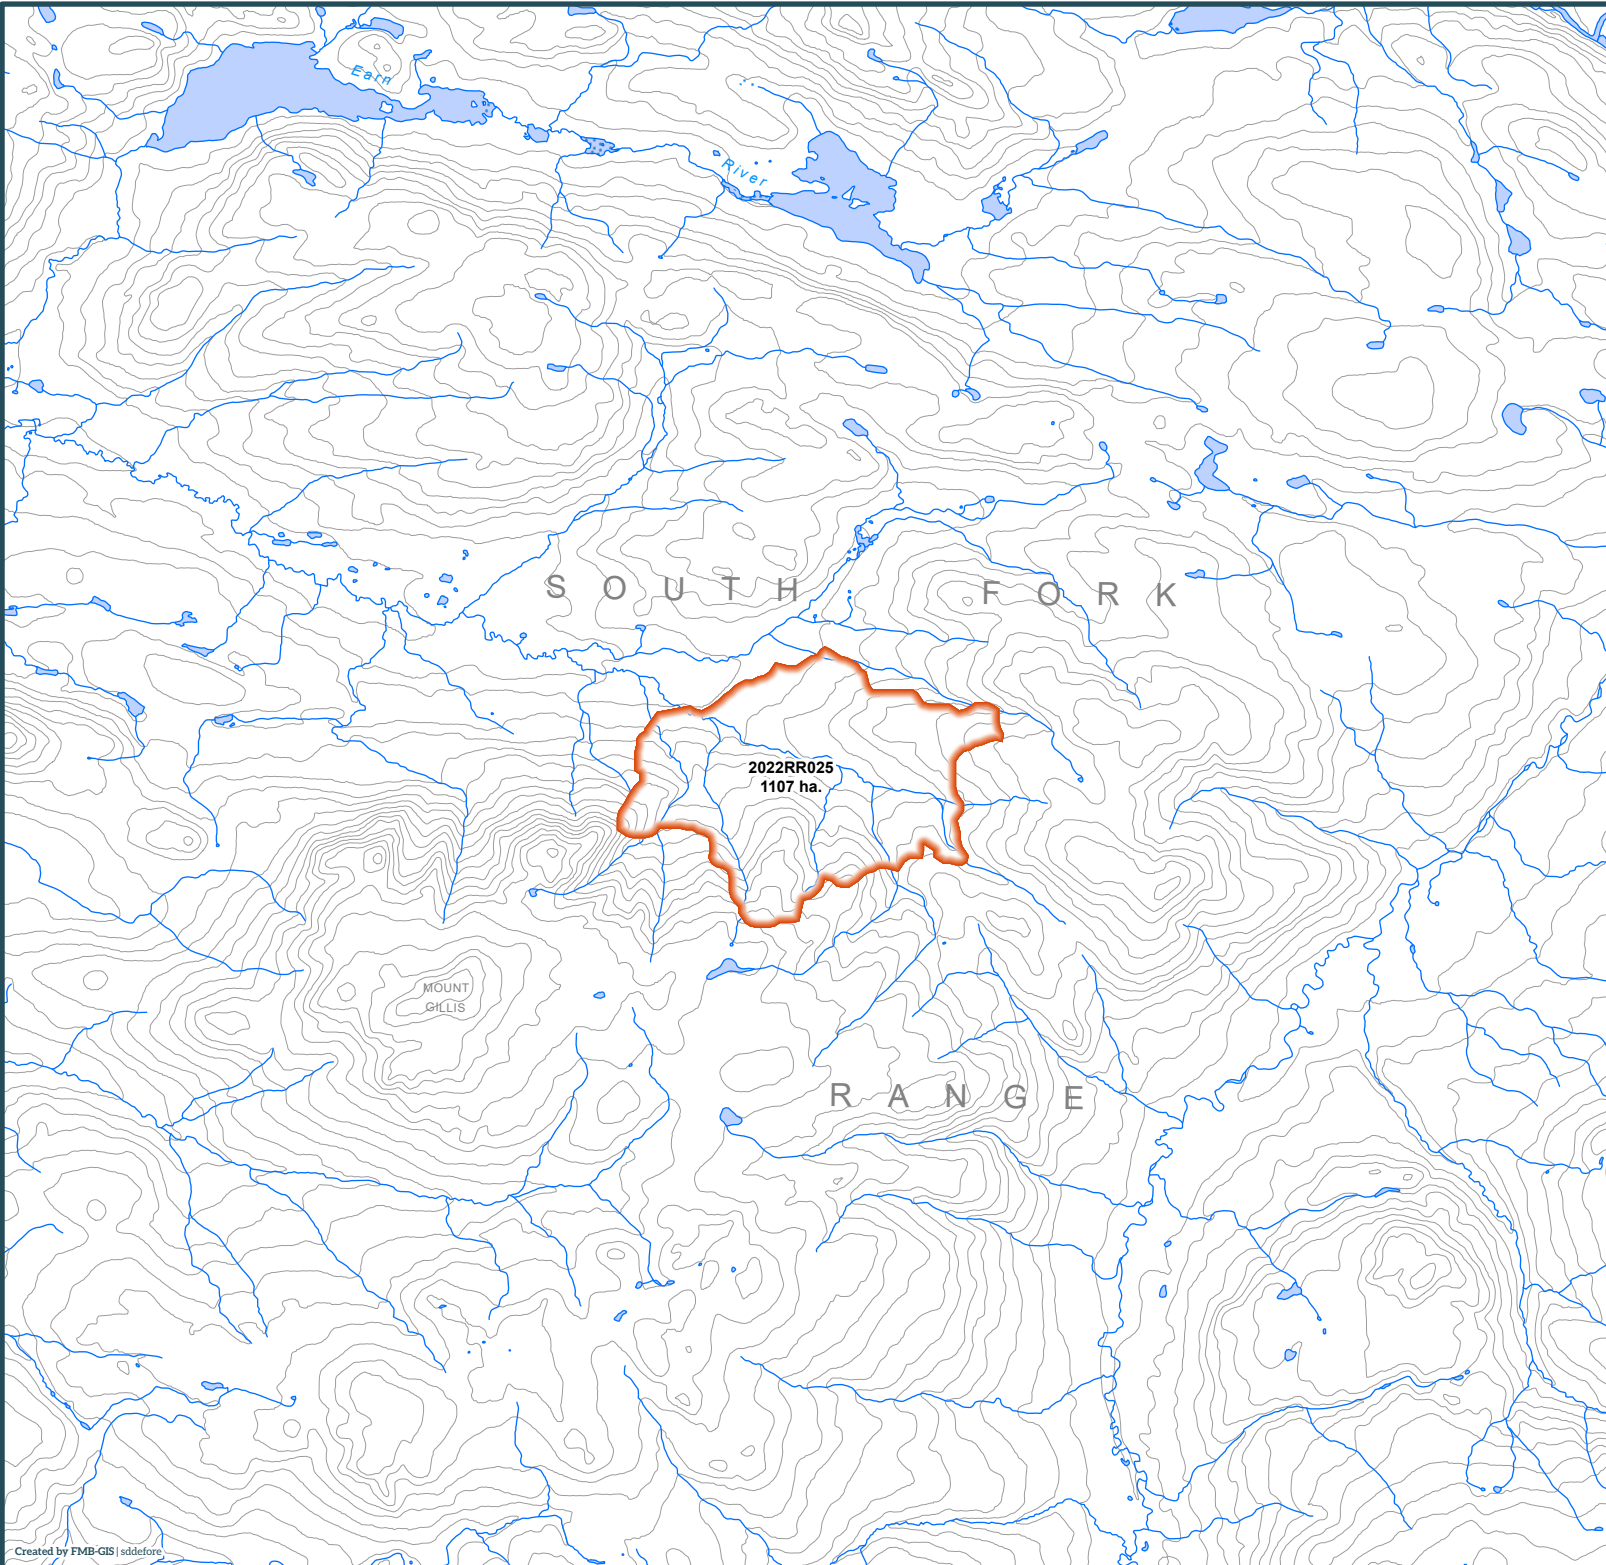 Earn
River
SOUTH FORK
2022RR025
1107 ha.
MOUNT
GILLIS
RANGE
Created by FMB-GIS | sddefore